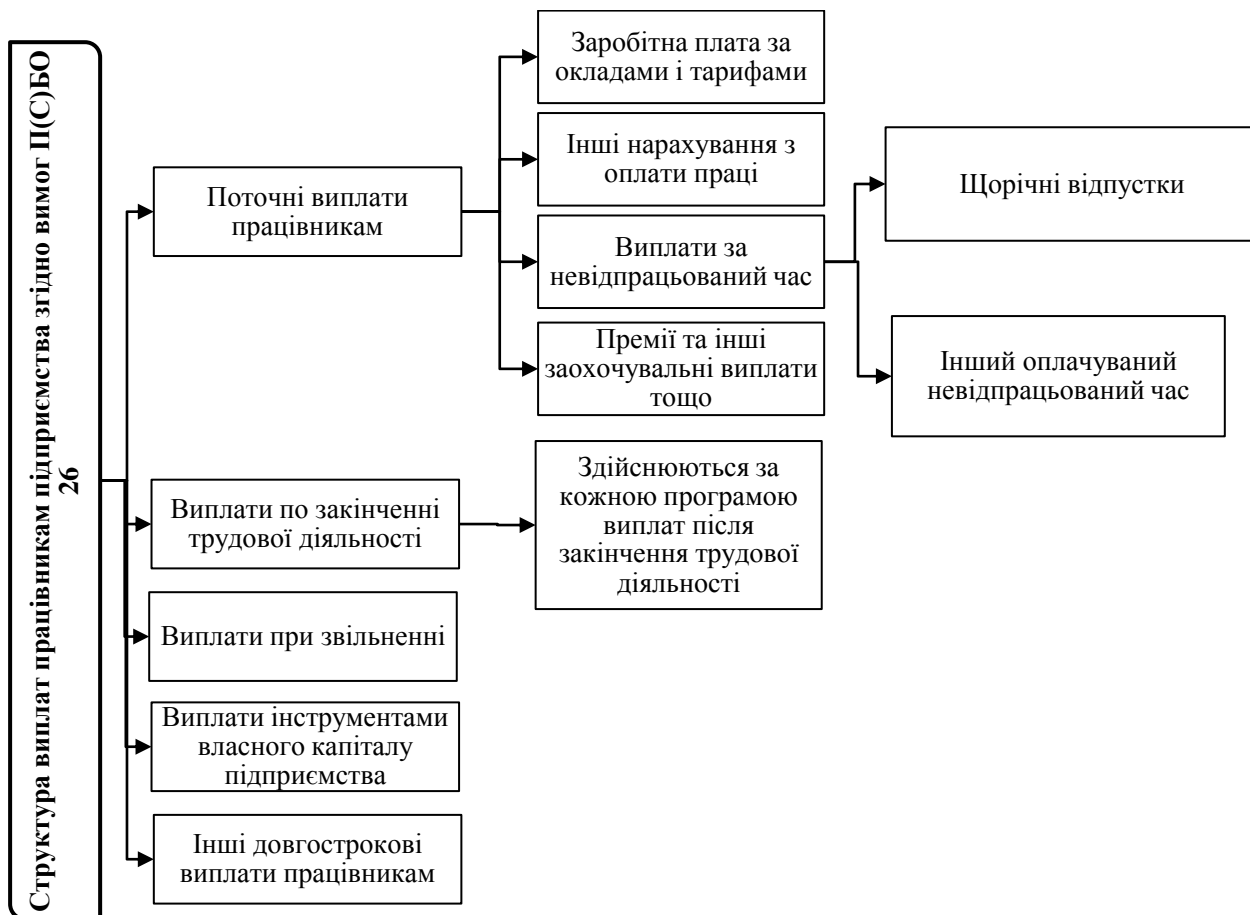 Структура виплат працівникам підприємства згідно вимог П(С)БО
26
Поточні виплати
працівникам
Заробітна плата за
окладами і тарифами
Інші нарахування з
оплати праці
Виплати за
невідпрацьований час
Премії та інші
заохочувальні виплати
тощо
Щорічні відпустки
Інший оплачуваний
невідпрацьований час
Виплати по закінченні
трудової діяльності
Здійснюються за
кожною програмою
виплат після
закінчення трудової
діяльності
Виплати при звільненні
Виплати інструментами
власного капіталу
підприємства
Інші довгострокові
виплати працівникам